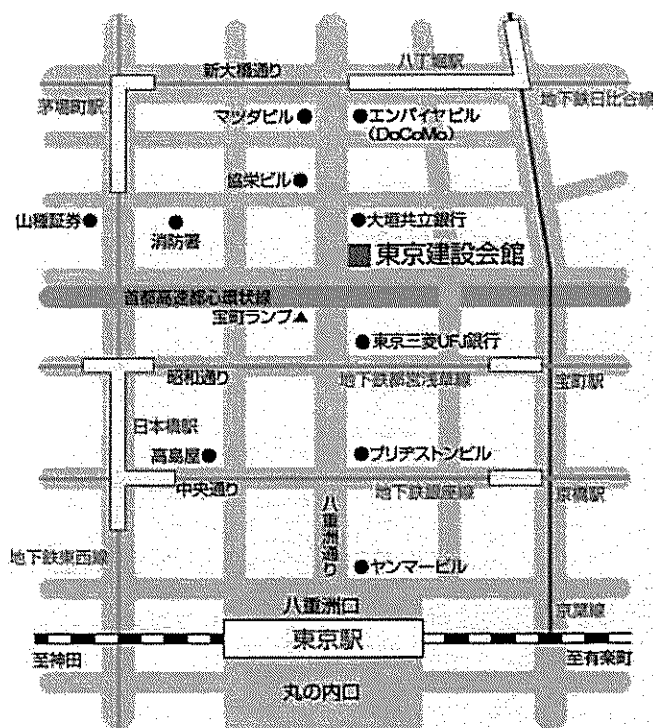 八丁堀駅
新大橋通り
茅場町駅
地下鉄日比谷線
マツダビル
エンパイヤビル
(DoCoMo)
協栄ビル
山種証券
消防署
大垣共立銀行
東京建設会館
首都高速都心環状線
宝町ランプ
東京三菱UFJ銀行
昭和通り
地下鉄都営浅草線
宝町駅
日本橋駅
高島屋
ブリヂストンビル
中央通り
地下鉄銀座線
京橋駅
八重洲通り
地下鉄東西線
ヤンマービル
八重洲口
京葉線
東京駅
至神田
至有楽町
丸の内口